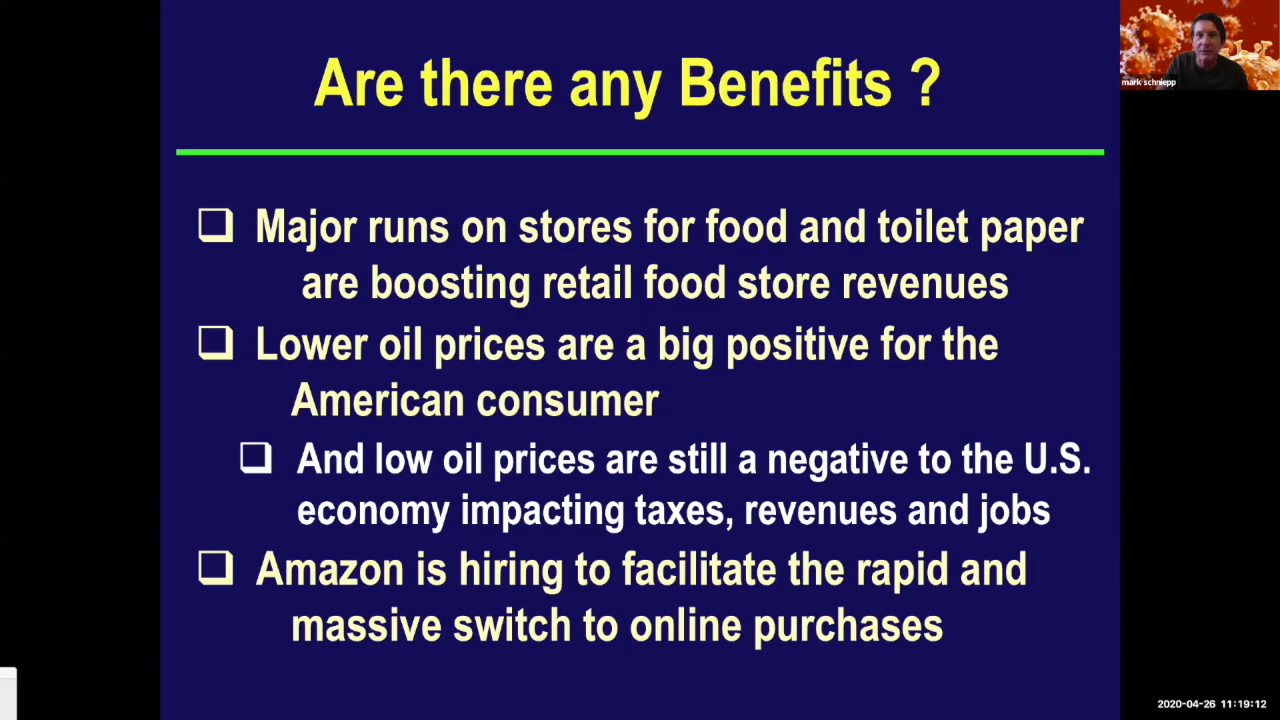 Are there any Benefits ?
mark schniepp
❑ Major runs on stores for food and toilet paper
are boosting retail food store revenues
❑ Lower oil prices are a big positive for the
American consumer
❑ And low oil prices are still a negative to the U.S.
economy impacting taxes, revenues and jobs
❑ Amazon is hiring to facilitate the rapid and
massive switch to online purchases
2020-04-26 11:19:12